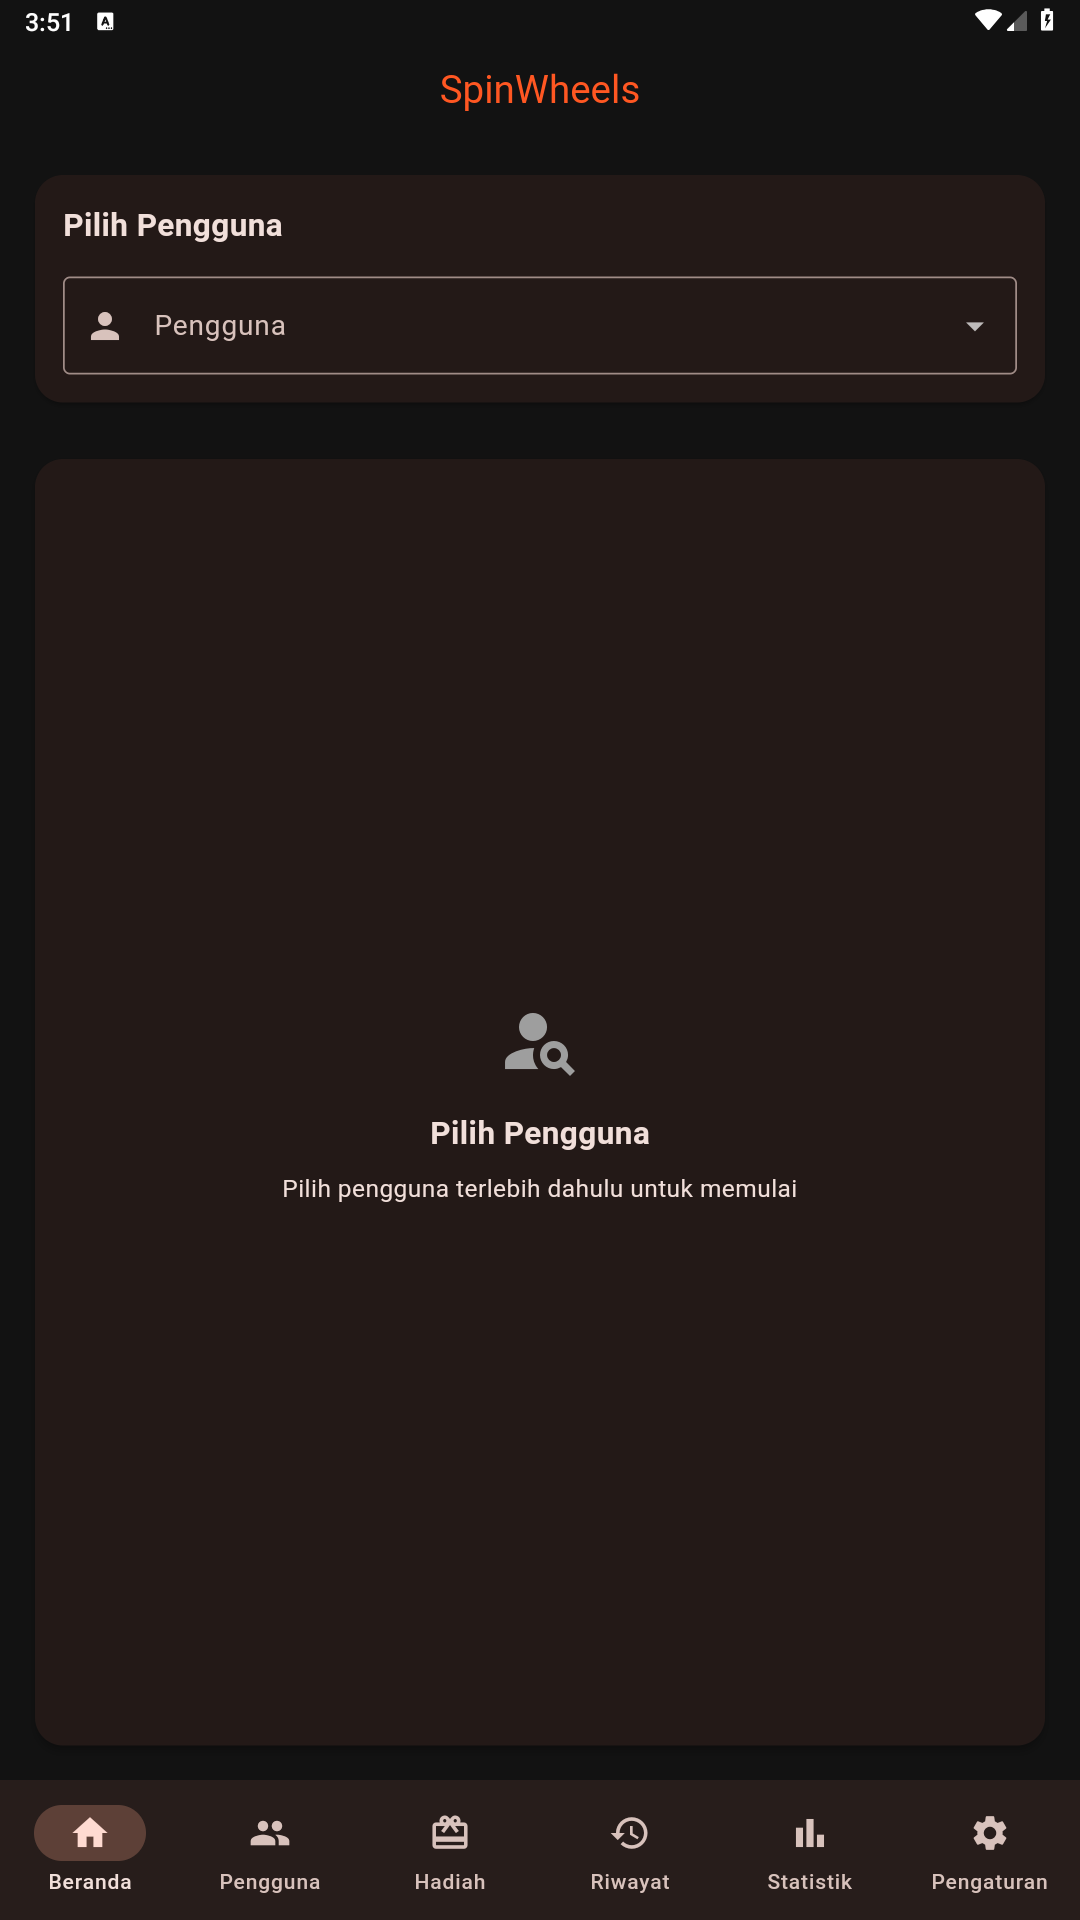 3:51
SpinWheels
Pilih Pengguna
Pengguna
Pilih Pengguna
Pilih pengguna terlebih dahulu untuk memulai
Beranda
Pengguna
Hadiah
Riwayat
Statistik
Pengaturan